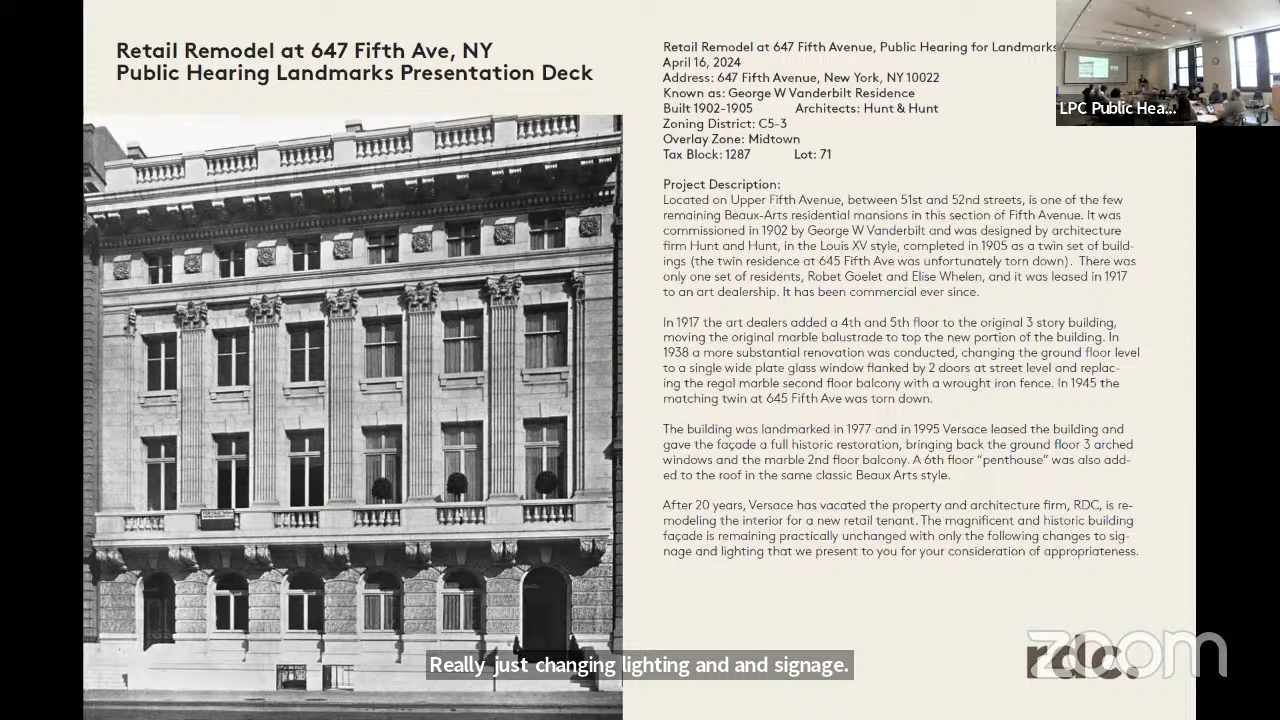 Retail Remodel at 647 Fifth Ave, NY
Public Hearing Landmarks Presentation Deck
Retail Remodel at 647 Fifth Avenue, Public Hearing for Landmarks
April 16, 2024
Address: 647 Fifth Avenue, New York, NY 10022
Known as: George W Vanderbilt Residence
Built 1902-1905 Architects: Hunt & Hunt
Zoning District: C5-3
Overlay Zone: Midtown
Tax Block: 1287 Lot: 71
Project Description:
Located on Upper Fifth Avenue, between 51st and 52nd streets, is one of the few
remaining Beaux-Arts residential mansions in this section of Fifth Avenue. It was
commissioned in 1902 by George W Vanderbilt and was designed by architecture
firm Hunt and Hunt, in the Louis XV style, completed in 1905 as a twin set of build-
ings (the twin residence at 645 Fifth Ave was unfortunately torn down). There was
only one set of residents, Robet Goelet and Elise Whelen, and it was leased in 1917
to an art dealership. It has been commercial ever since.
In 1917 the art dealers added a 4th and 5th floor to the original 3 story building,
moving the original marble balustrade to top the new portion of the building. In
1938 a more substantial renovation was conducted, changing the ground floor level
to a single wide plate glass window flanked by 2 doors at street level and replac-
ing the regal marble second floor balcony with a wrought iron fence. In 1945 the
matching twin at 645 Fifth Ave was torn down.
The building was landmarked in 1977 and in 1995 Versace leased the building and
gave the façade a full historic restoration, bringing back the ground floor 3 arched
windows and the marble 2nd floor balcony. A 6th floor “penthouse” was also add-
ed to the roof in the same classic Beaux Arts style.
After 20 years, Versace has vacated the property and architecture firm, RDC, is re-
modeling the interior for a new retail tenant. The magnificent and historic building
façade is remaining practically unchanged with only the following changes to sig-
nage and lighting that we present to you for your consideration of appropriateness.
LPC Public Hea...
Really just changing lighting and and signage.
rdc.
zoom